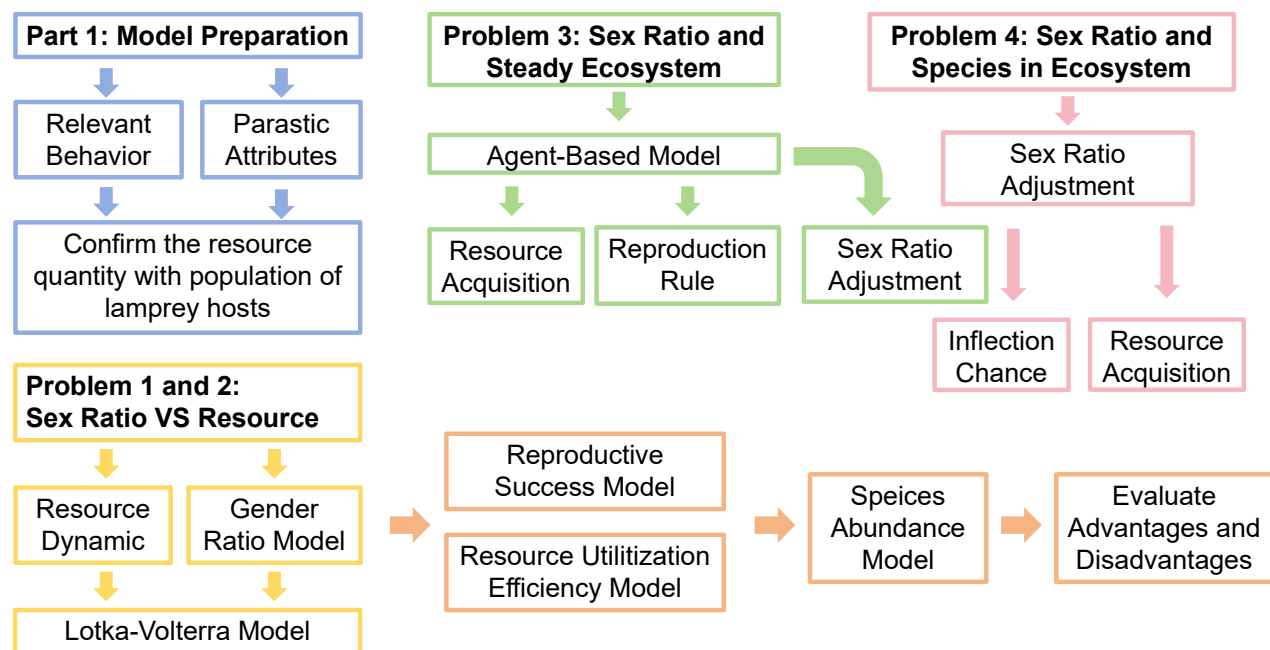 Part 1: Model Preparation
Relevant
Behavior
Parastic
Attributes
Confirm the resource
quantity with population of
lamprey hosts
Problem 3: Sex Ratio and
Steady Ecosystem
Agent-Based Model
Resource
Acquisition
Reproduction
Rule
Sex Ratio
Adjustment
Problem 4: Sex Ratio and
Species in Ecosystem
Sex Ratio
Adjustment
Inflection
Chance
Resource
Acquisition
Problem 1 and 2:
Sex Ratio VS Resource
Resource
Dynamic
Gender
Ratio Model
Lotka-Volterra Model
Reproductive
Success Model
Resource Utilitization
Efficiency Model
Speices
Abundance
Model
Evaluate
Advantages and
Disadvantages